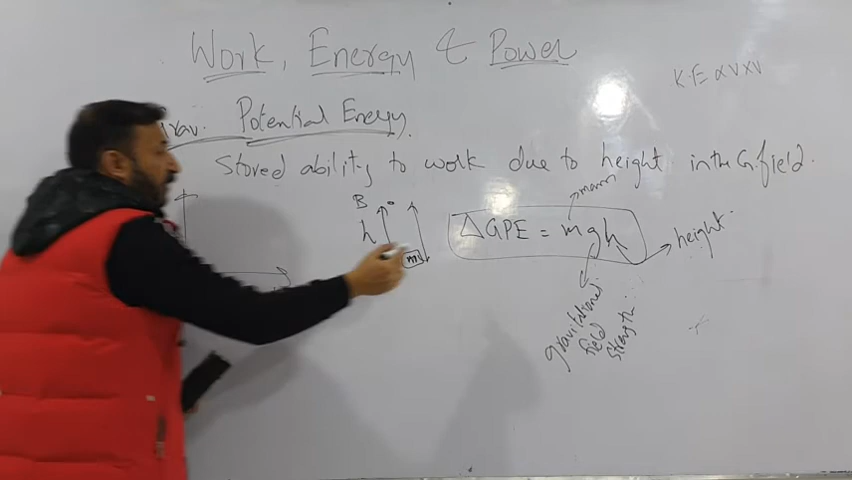 Work, Energy & Power
K.E ∝ V×V
Grav. Potential Energy.
Stored ability to work due to height in the G.field.
B
h
m
ΔGPE = mgh
mass
height
gravitational
field
strength